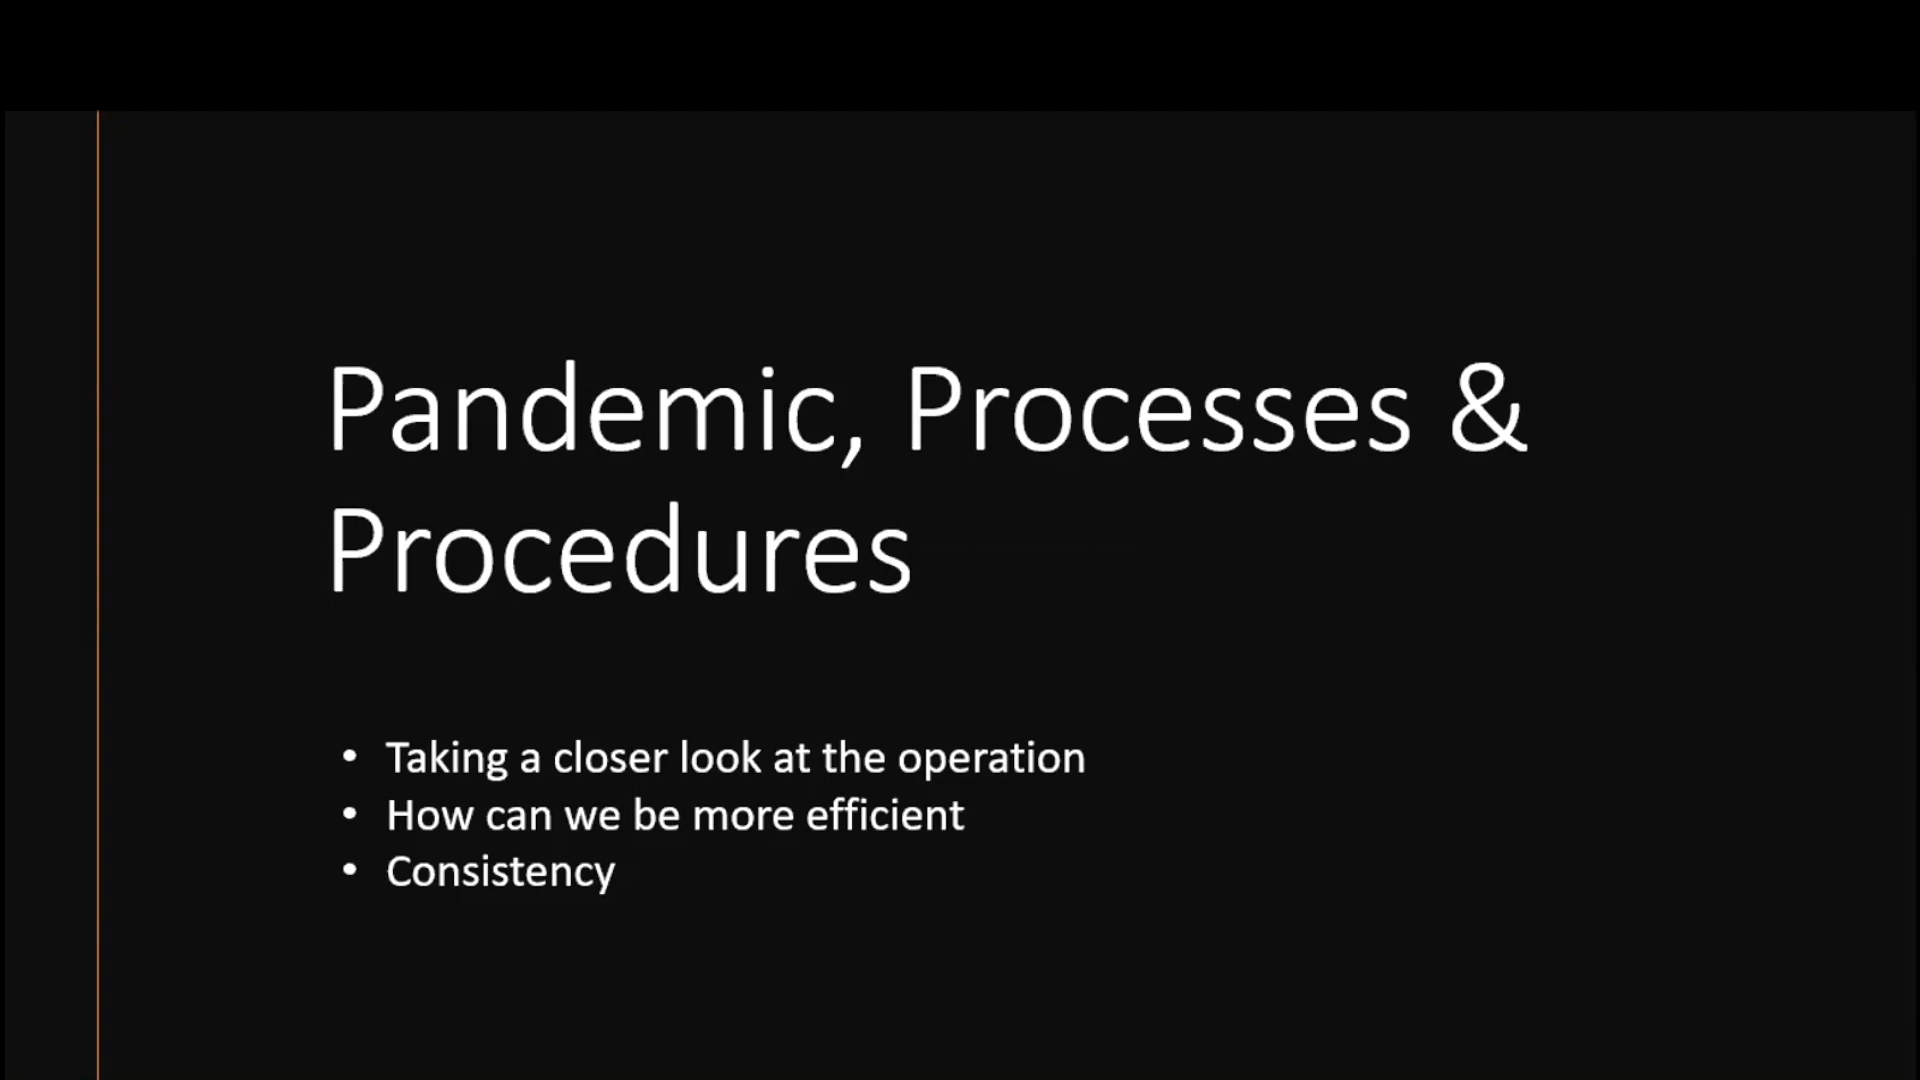 Pandemic, Processes &
Procedures
• Taking a closer look at the operation
• How can we be more efficient
• Consistency